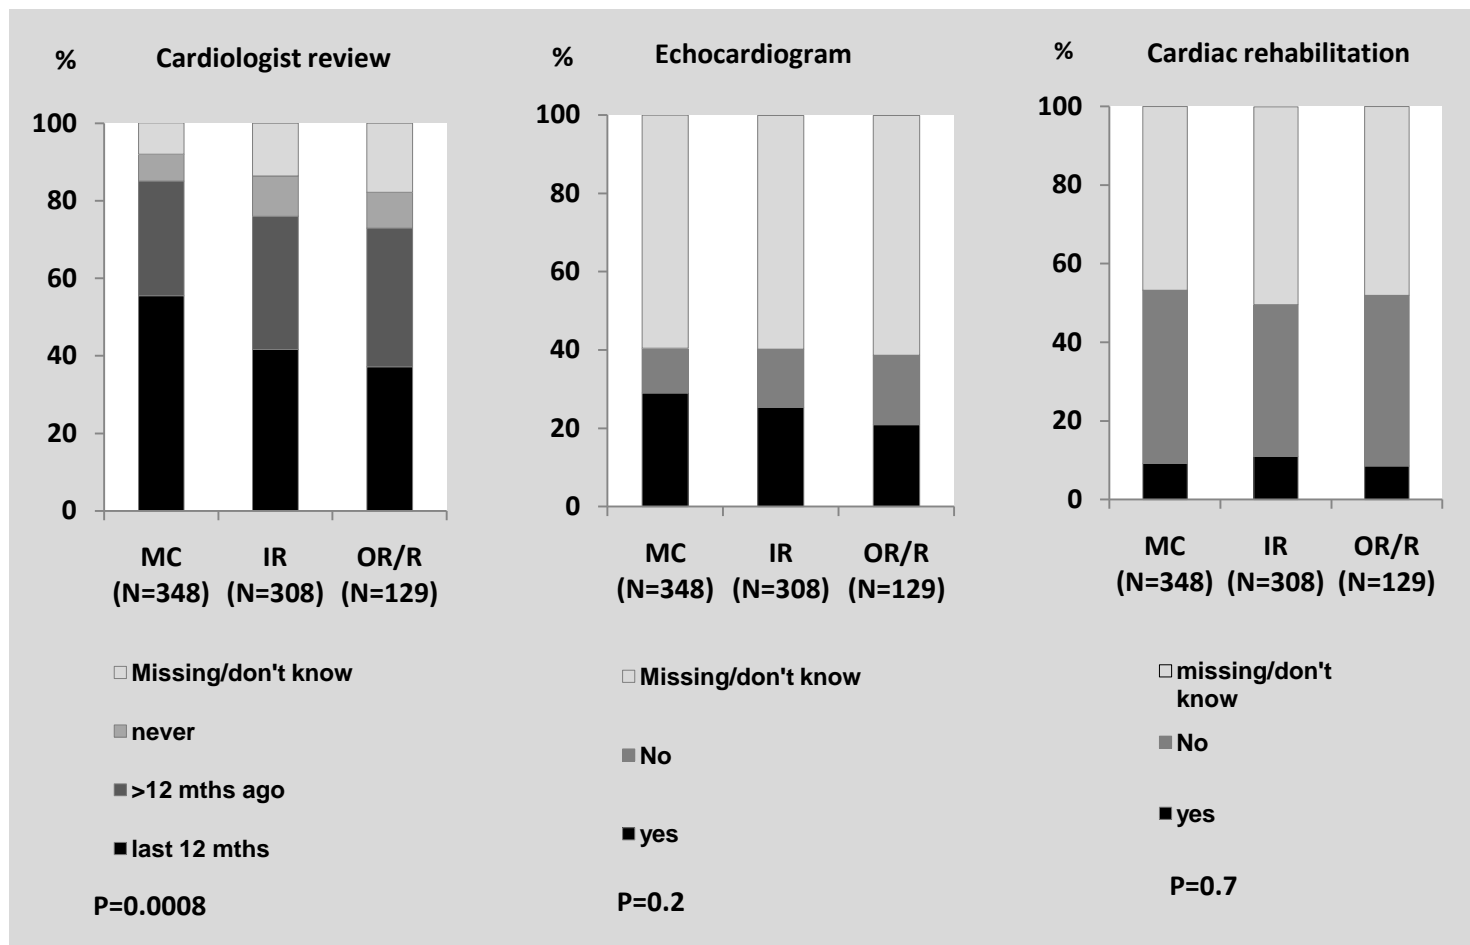 % Cardiologist review
100
80
60
40
20
0
MC IR OR/R
(N=348) (N=308) (N=129)
Missing/don't know
never
>12 mths ago
last 12 mths
P=0.0008
% Echocardiogram
100
80
60
40
20
0
MC IR OR/R
(N=348) (N=308) (N=129)
Missing/don't know
No
yes
P=0.2
% Cardiac rehabilitation
100
80
60
40
20
0
MC IR OR/R
(N=348) (N=308) (N=129)
missing/don't
know
No
yes
P=0.7